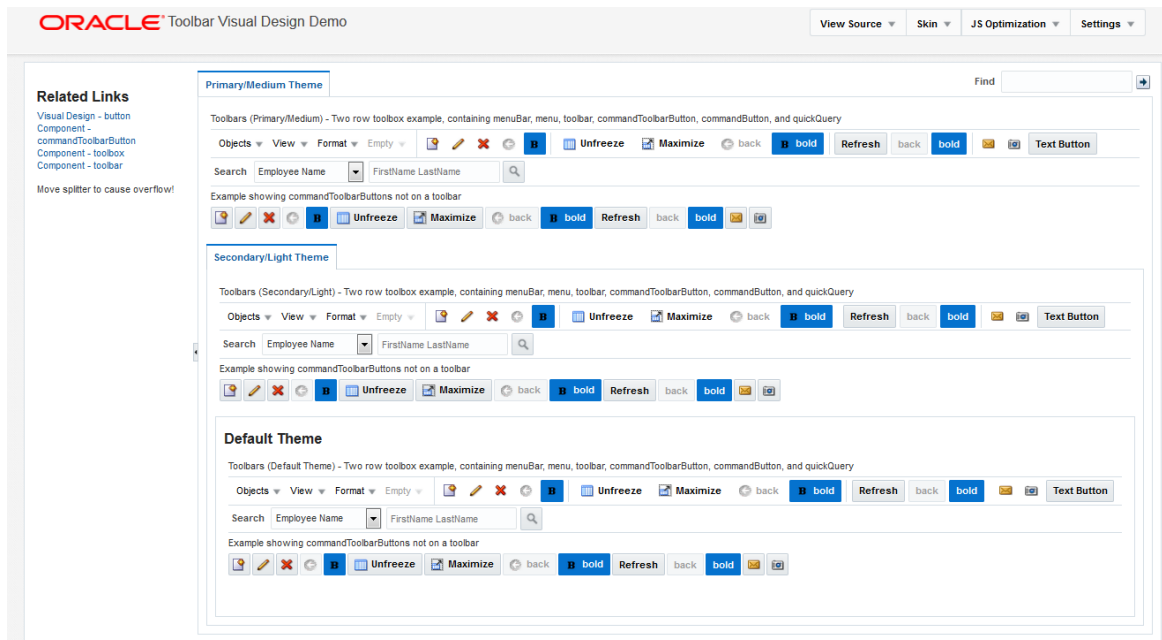 ORACLE® Toolbar Visual Design Demo
View Source Skin JS Optimization Settings
Related Links
Visual Design - button
Component -
commandToolbarButton
Component - toolbox
Component - toolbar
Move splitter to cause overflow!
Primary/Medium Theme
Find
Toolbars (Primary/Medium) - Two row toolbox example, containing menuBar, menu, toolbar, commandToolbarButton, commandButton, and quickQuery
Objects View Format Empty B Unfreeze Maximize back B bold Refresh back bold Text Button
Search Employee Name FirstName LastName
Example showing commandToolbarButtons not on a toolbar
B Unfreeze Maximize back B bold Refresh back bold
Secondary/Light Theme
Toolbars (Secondary/Light) - Two row toolbox example, containing menuBar, menu, toolbar, commandToolbarButton, commandButton, and quickQuery
Objects View Format Empty B Unfreeze Maximize back B bold Refresh back bold Text Button
Search Employee Name FirstName LastName
Example showing commandToolbarButtons not on a toolbar
B Unfreeze Maximize back B bold Refresh back bold
Default Theme
Toolbars (Default Theme) - Two row toolbox example, containing menuBar, menu, toolbar, commandToolbarButton, commandButton, and quickQuery
Objects View Format Empty B Unfreeze Maximize back B bold Refresh back bold Text Button
Search Employee Name FirstName LastName
Example showing commandToolbarButtons not on a toolbar
B Unfreeze Maximize back B bold Refresh back bold